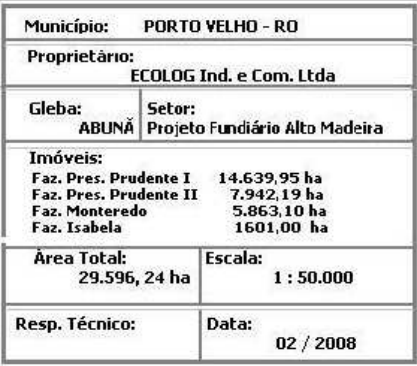 Município: PORTO VELHO - RO
Proprietário:
ECOLOG Ind. e Com. Ltda
Gleba: Setor:
ABUNÃ Projeto Fundiário Alto Madeira
Imóveis:
Faz. Pres. Prudente I 14.639,95 ha
Faz. Pres. Prudente II 7.942,19 ha
Faz. Monteredo 5.863,10 ha
Faz. Isabela 1601,00 ha
Área Total: Escala:
29.596, 24 ha 1 : 50.000
Resp. Técnico: Data:
02 / 2008